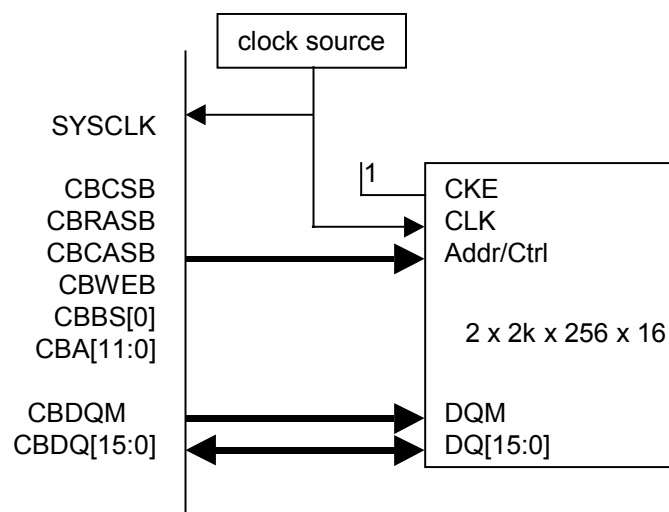 clock source
SYSCLK
1
CBCSB CKE
CBRASB CLK
CBCASB Addr/Ctrl
CBWEB
CBBS[0] 2 x 2k x 256 x 16
CBA[11:0]
CBDQM DQM
CBDQ[15:0] DQ[15:0]